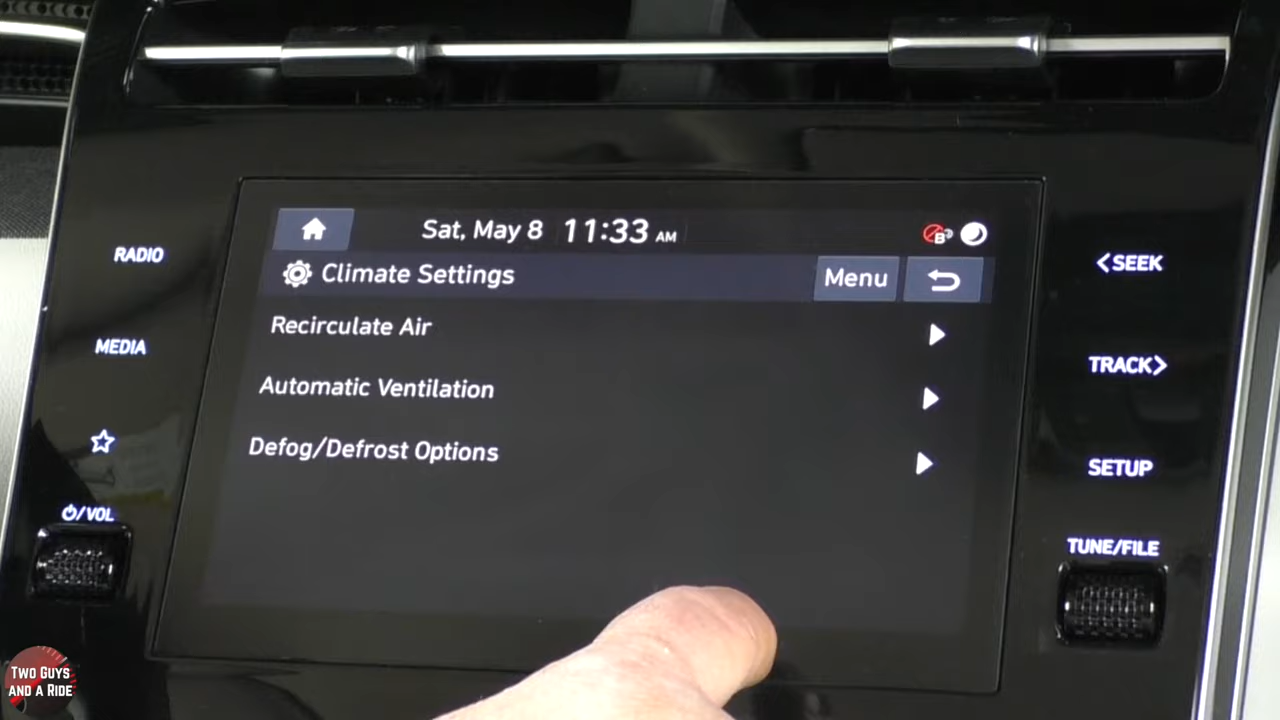 Sat, May 8 11:33 AM
B
Climate Settings
Menu
Recirculate Air
Automatic Ventilation
Defog/Defrost Options
RADIO
MEDIA
/VOL
<SEEK
TRACK>
SETUP
TUNE/FILE
TWO GUYS
AND A RIDE